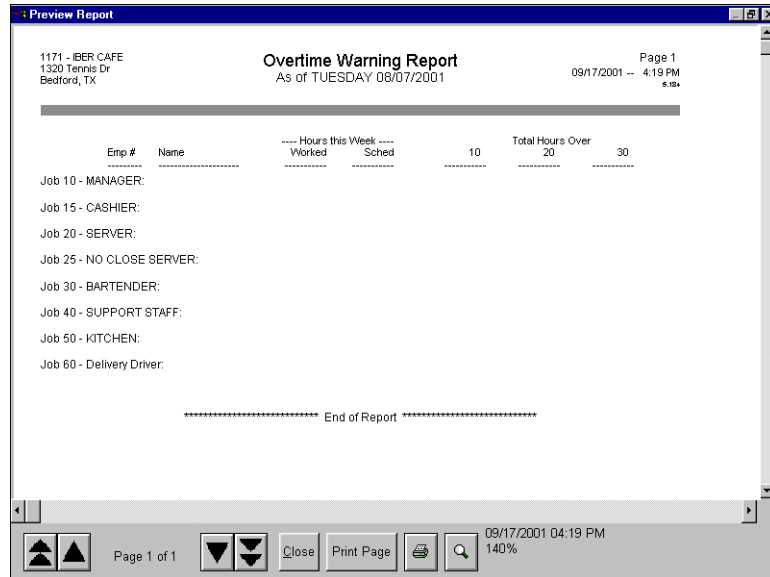 Preview Report
1171 - IBER CAFE
1320 Tennis Dr
Bedford, TX
Overtime Warning Report
As of TUESDAY 08/07/2001
Page 1
09/17/2001 -- 4:19 PM
5.18+
---- Hours this Week ---- Total Hours Over
Emp # Name Worked Sched 10 20 30
--------- -------------------- ----------- ----------- ----------- ----------- -----------
Job 10 - MANAGER:
Job 15 - CASHIER:
Job 20 - SERVER:
Job 25 - NO CLOSE SERVER:
Job 30 - BARTENDER:
Job 40 - SUPPORT STAFF:
Job 50 - KITCHEN:
Job 60 - Delivery Driver:
**************************** End of Report ****************************
Page 1 of 1
Close
Print Page
09/17/2001 04:19 PM
140%